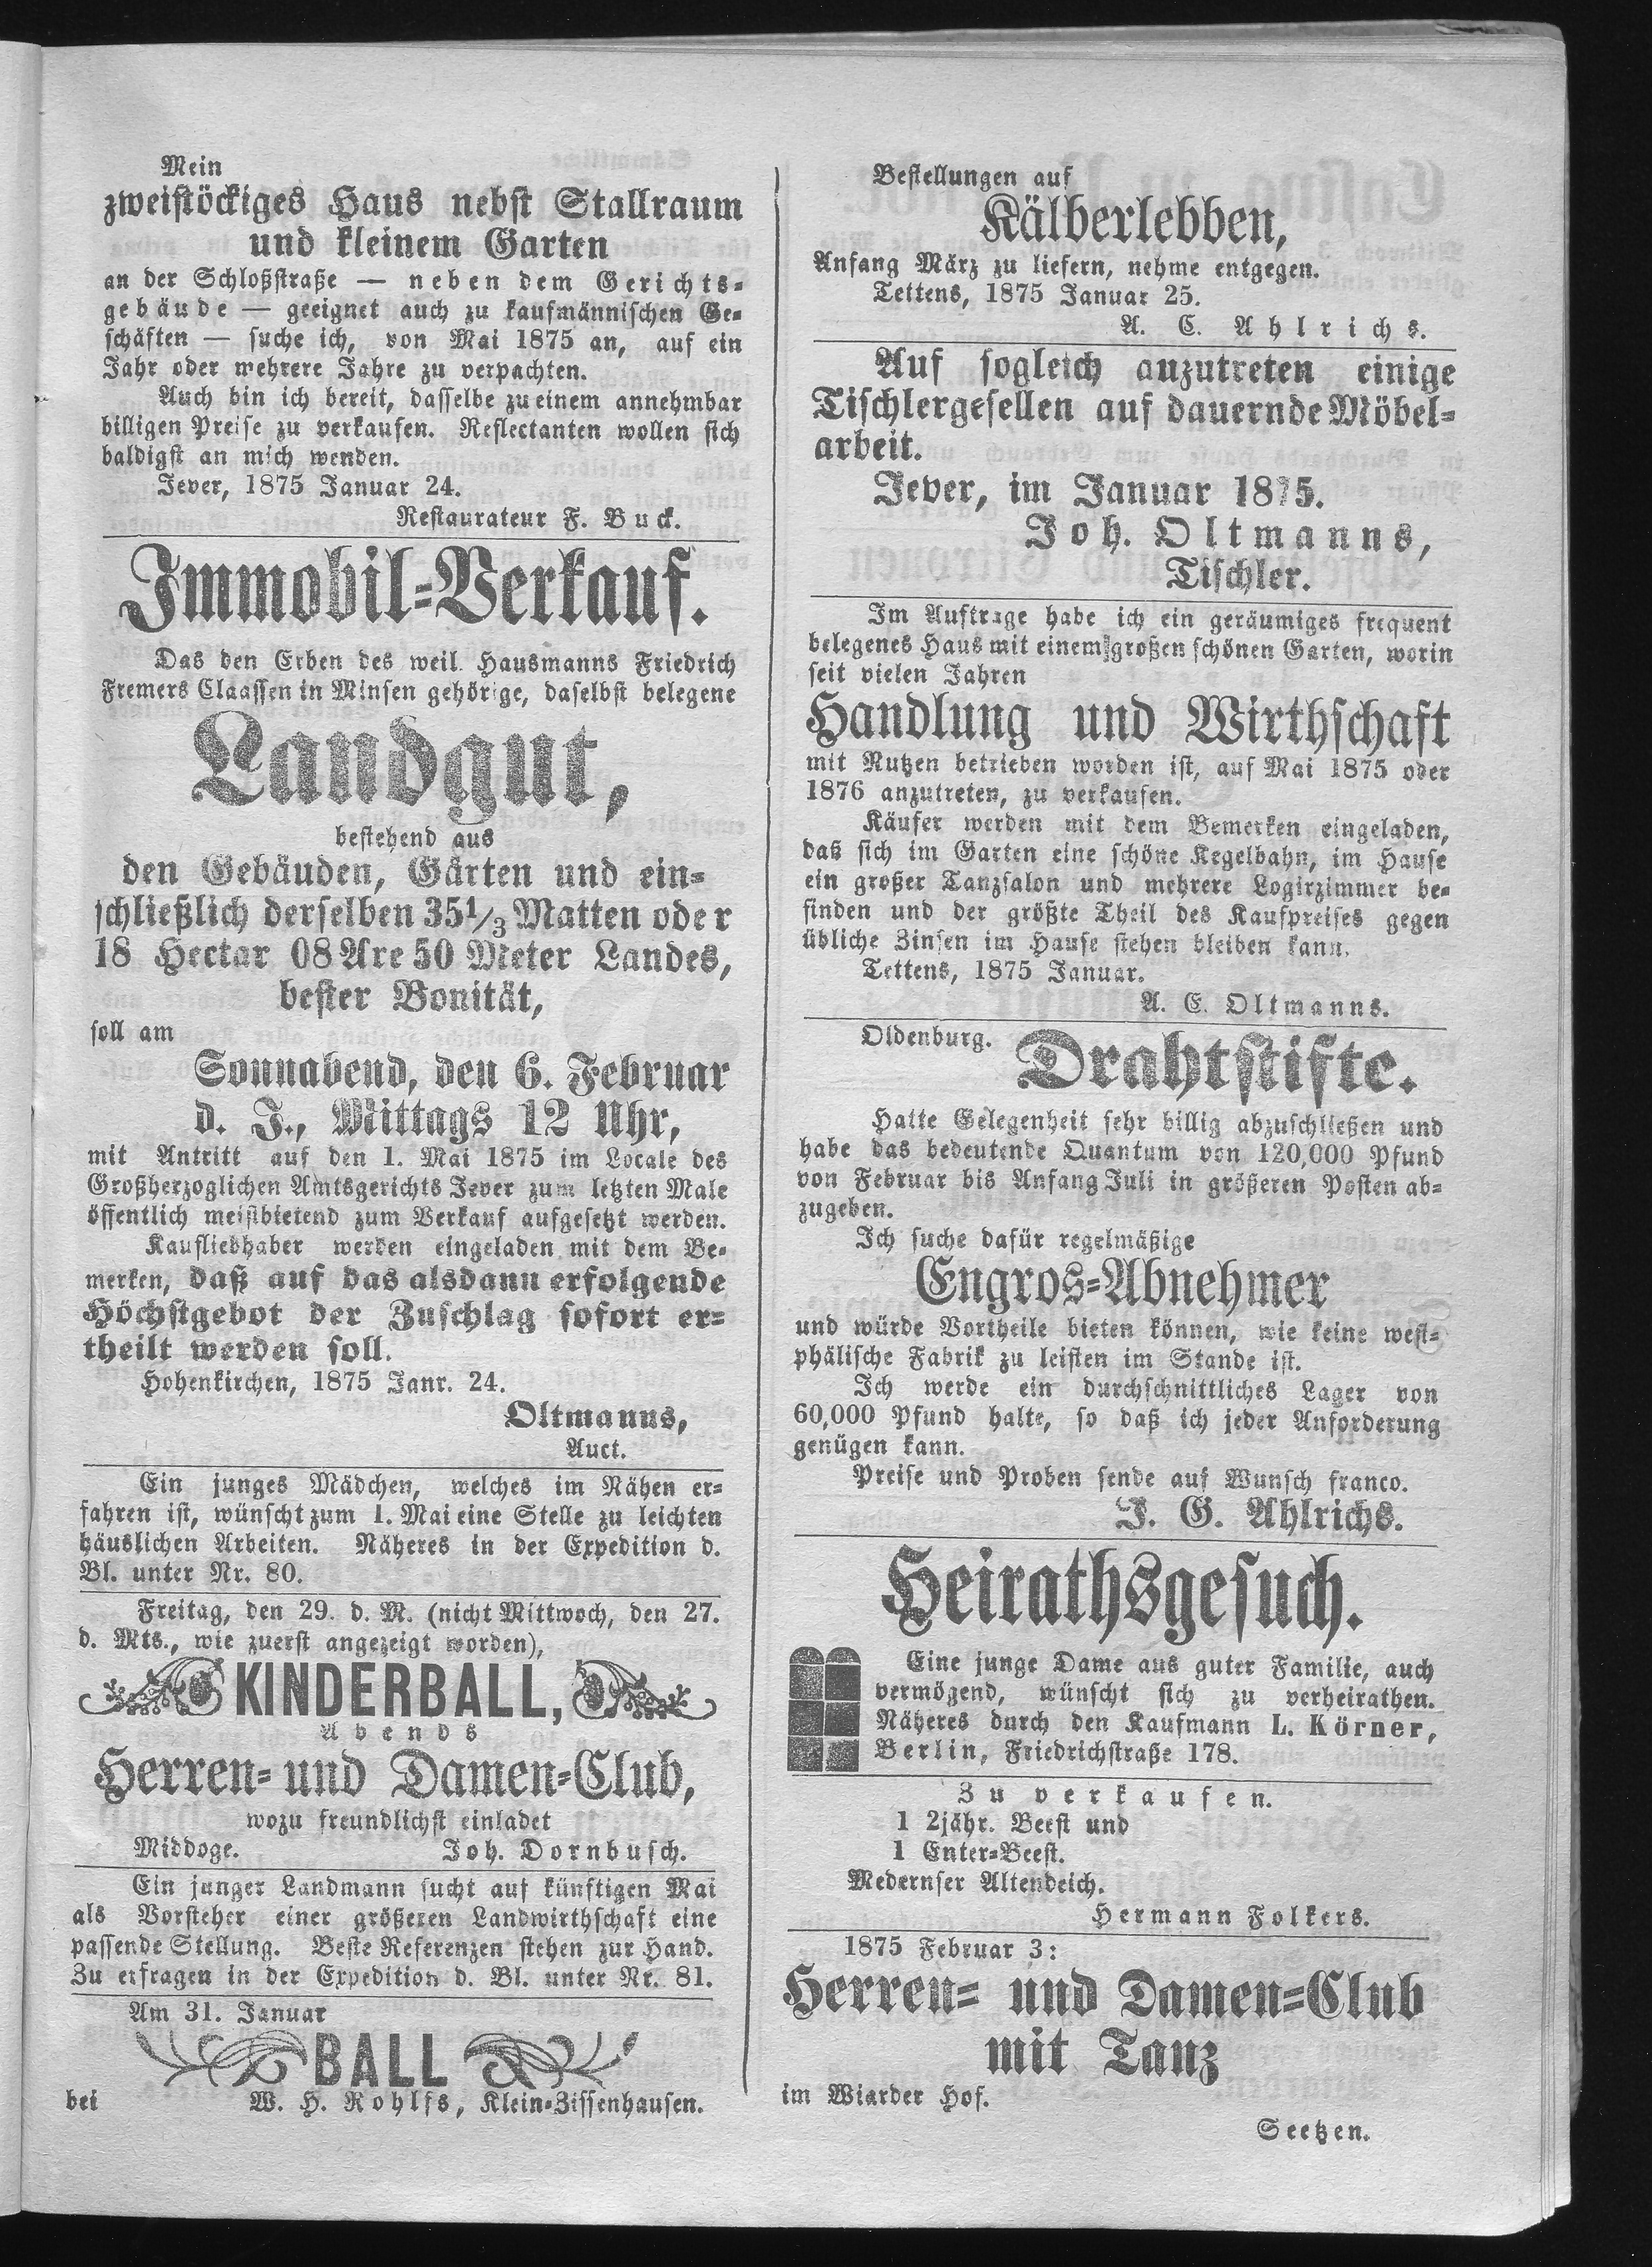 Mein
zweistöckiges Haus nebst Stallraum
und kleinem Garten
an der Schloßstraße — neben dem Gerichts-
gebäude — geeignet auch zu kaufmännischen Ge-
schäften — suche ich, von Mai 1875 an, auf ein
Jahr oder mehrere Jahre zu verpachten.
Auch bin ich bereit, dasselbe zu einem annehmbar
billigen Preise zu verkaufen. Reflectanten wollen sich
baldigst an mich wenden.
Jever, 1875 Januar 24.
Restaurateur F. Buck.
Immobil-Verkauf.
Das den Erben des weil. Hausmanns Friedrich
Fremers Claassen in Minsen gehörige, daselbst belegene
Landgut,
bestehend aus
den Gebäuden, Gärten und ein-
schließlich derselben 35 1/3 Matten oder
18 Hectar 08 Are 50 Meter Landes,
bester Bonität,
soll am
Sonnabend, den 6. Februar
d. J., Mittags 12 Uhr,
mit Antritt auf den 1. Mai 1875 im Locale des
Großherzoglichen Amtsgerichts Jever zum letzten Male
öffentlich meistbietend zum Verkauf aufgesetzt werden.
Kaufliebhaber werden eingeladen mit dem Be-
merken, daß auf das alsdann erfolgende
Höchstgebot der Zuschlag sofort er-
theilt werden soll.
Hohenkirchen, 1875 Janr. 24.
Oltmanns,
Auct.
Ein junges Mädchen, welches im Nähen er-
fahren ist, wünscht zum 1. Mai eine Stelle zu leichten
häuslichen Arbeiten. Näheres in der Expedition d.
Bl. unter Nr. 80.
Freitag, den 29. d. M. (nicht Mittwoch, den 27.
d. Mts., wie zuerst angezeigt worden),
KINDERBALL,
Abends
Herren- und Damen-Club,
wozu freundlichst einladet
Middoge. Joh. Dornbusch.
Ein junger Landmann sucht auf künftigen Mai
als Vorsteher einer größeren Landwirthschaft eine
passende Stellung. Beste Referenzen stehen zur Hand.
Zu erfragen in der Expedition d. Bl. unter Nr. 81.
Am 31. Januar
BALL
bei W. H. Rohlfs, Klein-Zissenhausen.
Bestellungen auf
Kälberlebben,
Anfang März zu liefern, nehme entgegen.
Tettens, 1875 Januar 25.
A. C. Ahlrichs.
Auf sogleich anzutreten einige
Tischlergesellen auf dauernde Möbel-
arbeit.
Jever, im Januar 1875.
Joh. Oltmanns,
Tischler.
Im Auftrage habe ich ein geräumiges frequent
belegenes Haus mit einem großen schönen Garten, worin
seit vielen Jahren
Handlung und Wirthschaft
mit Nutzen betrieben worden ist, auf Mai 1875 oder
1876 anzutreten, zu verkaufen.
Käufer werden mit dem Bemerken eingeladen,
daß sich im Garten eine schöne Kegelbahn, im Hause
ein großer Tanzsalon und mehrere Logirzimmer be-
finden und der größte Theil des Kaufpreises gegen
übliche Zinsen im Hause stehen bleiben kann.
Tettens, 1875 Januar.
A. E. Oltmanns.
Oldenburg. Drahtstifte.
Hatte Gelegenheit sehr billig abzuschließen und
habe das bedeutende Quantum von 120,000 Pfund
von Februar bis Anfang Juli in größeren Posten ab-
zugeben.
Ich suche dafür regelmäßige
Engros-Abnehmer
und würde Vortheile bieten können, wie keine west-
phälische Fabrik zu leisten im Stande ist.
Ich werde ein durchschnittliches Lager von
60,000 Pfund halte, so daß ich jeder Anforderung
genügen kann.
Preise und Proben sende auf Wunsch franco.
J. G. Ahlrichs.
Heirathsgesuch.
Eine junge Dame aus guter Familie, auch
vermögend, wünscht sich zu verheirathen.
Näheres durch den Kaufmann L. Körner,
Berlin, Friedrichstraße 178.
Zu verkaufen.
1 2jähr. Beest und
1 Enter-Beest.
Medernser Altendeich.
Hermann Folkers.
1875 Februar 3:
Herren- und Damen-Club
mit Tanz
im Wiarder Hof.
Seetzen.